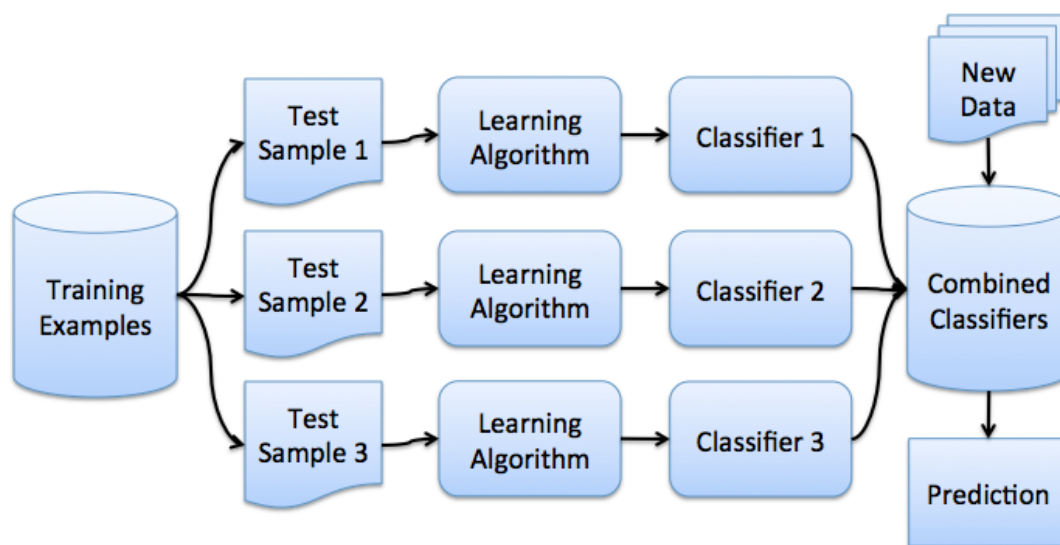 Training
Examples
Test
Sample 1
Learning
Algorithm
Classifier 1
Test
Sample 2
Learning
Algorithm
Classifier 2
Test
Sample 3
Learning
Algorithm
Classifier 3
New
Data
Combined
Classifiers
Prediction